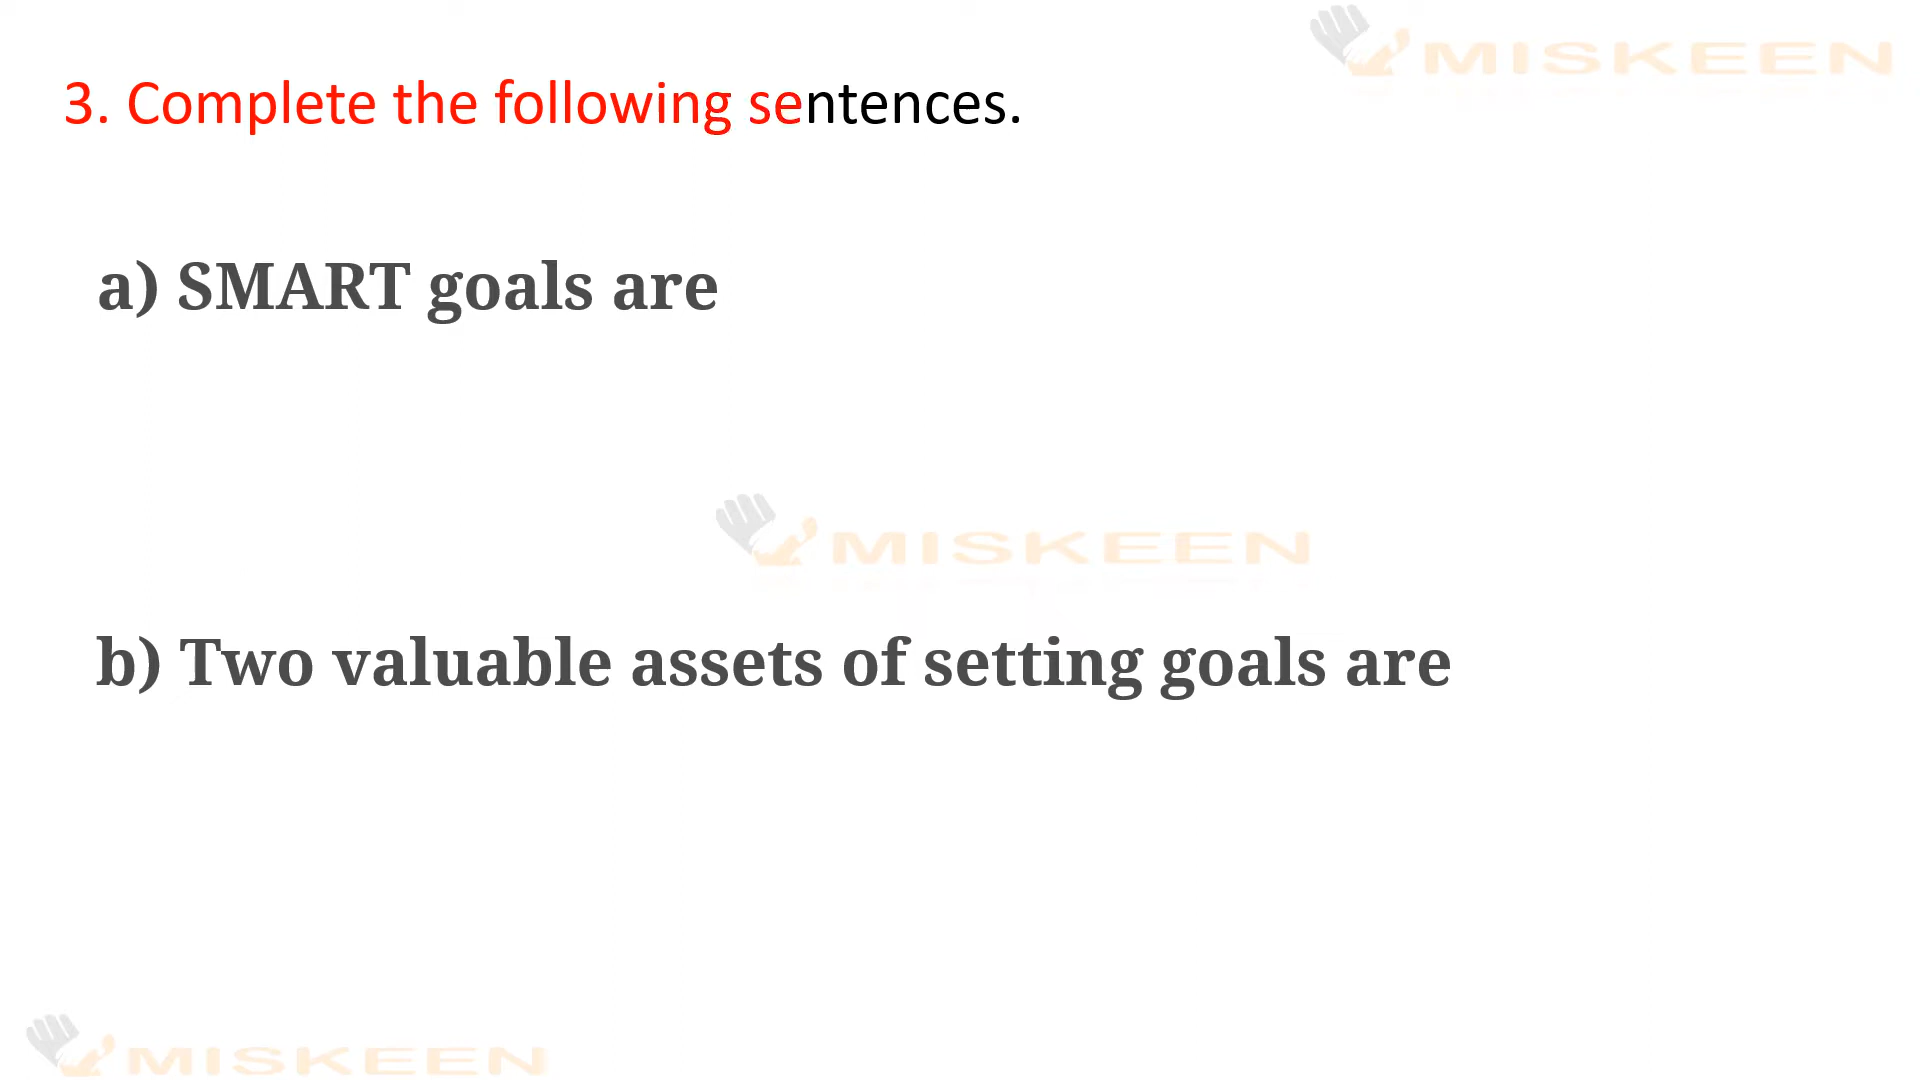 MISKEEN
3. Complete the following sentences.
a) SMART goals are
MISKEEN
b) Two valuable assets of setting goals are
MISKEEN